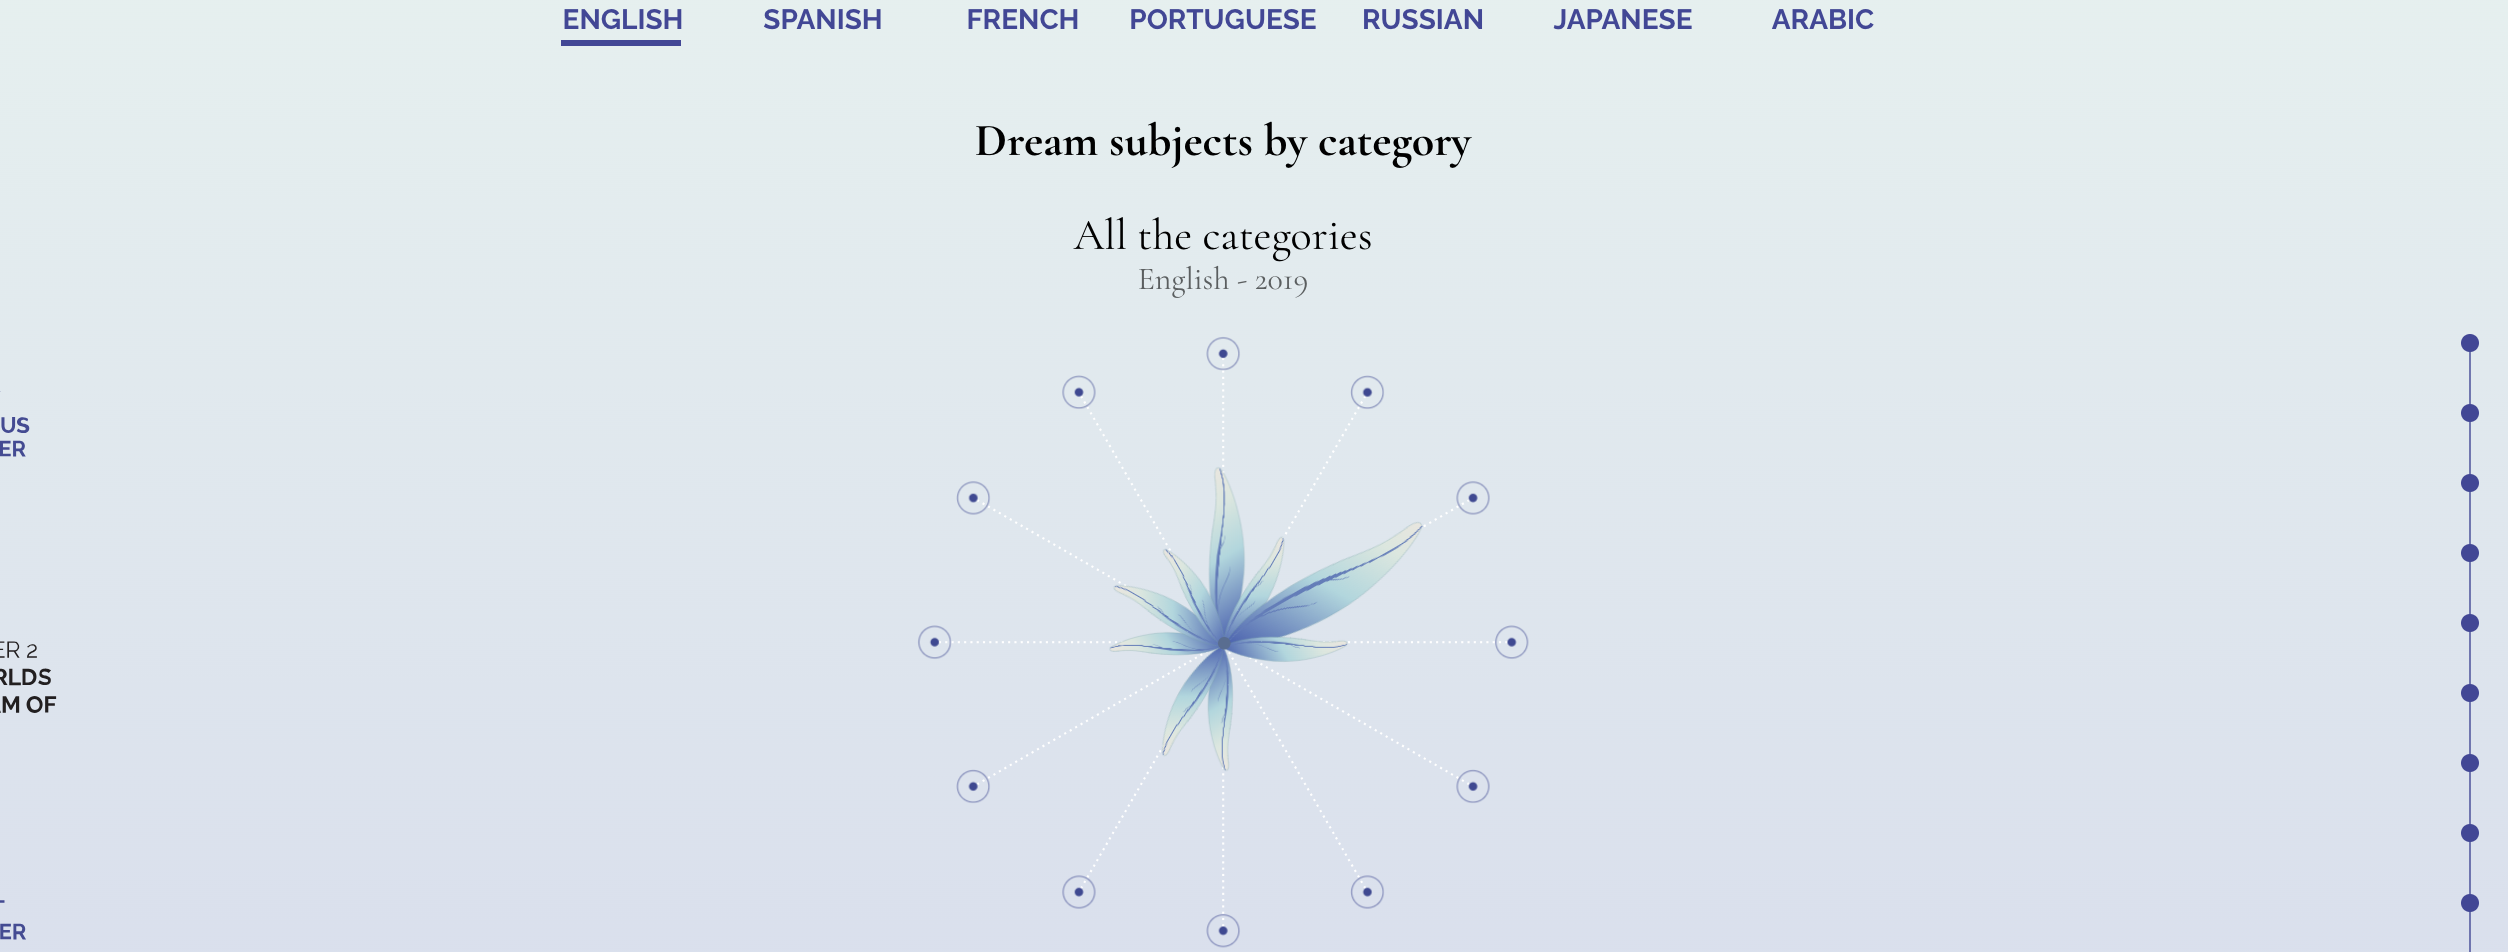 ENGLISH SPANISH FRENCH PORTUGUESE RUSSIAN JAPANESE ARABIC
Dream subjects by category
All the categories
English - 2019
US
ER
ER 2
RLDS
M OF
ER